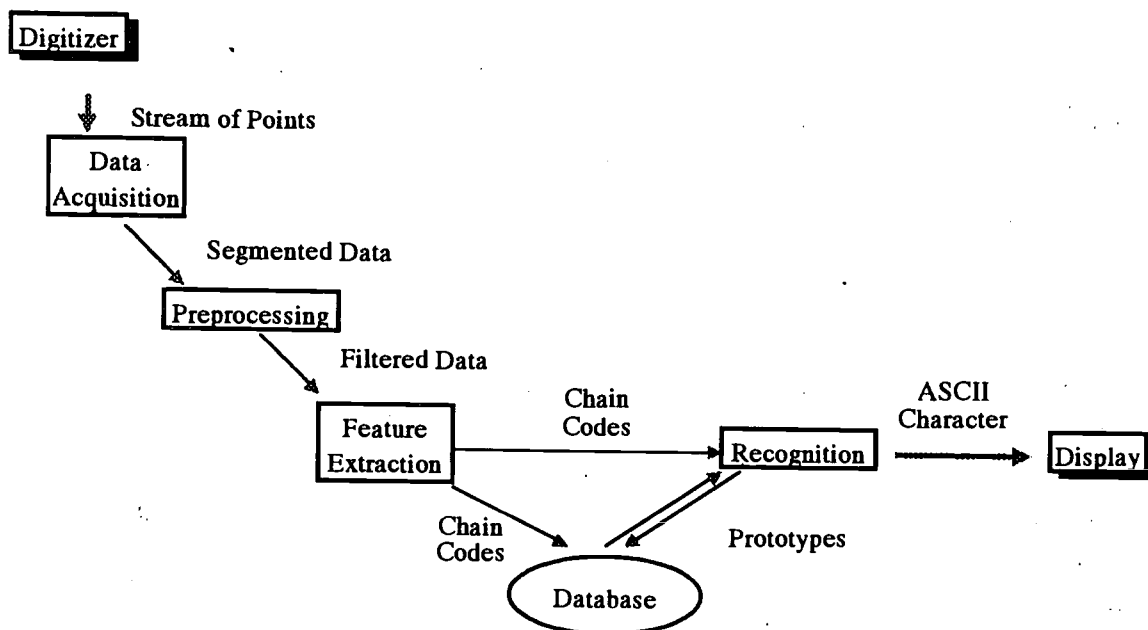 Digitizer
Stream of Points
Data
Acquisition
Segmented Data
Preprocessing
Filtered Data
Feature
Extraction
Chain
Codes
Recognition
ASCII
Character
Display
Chain
Codes
Prototypes
Database